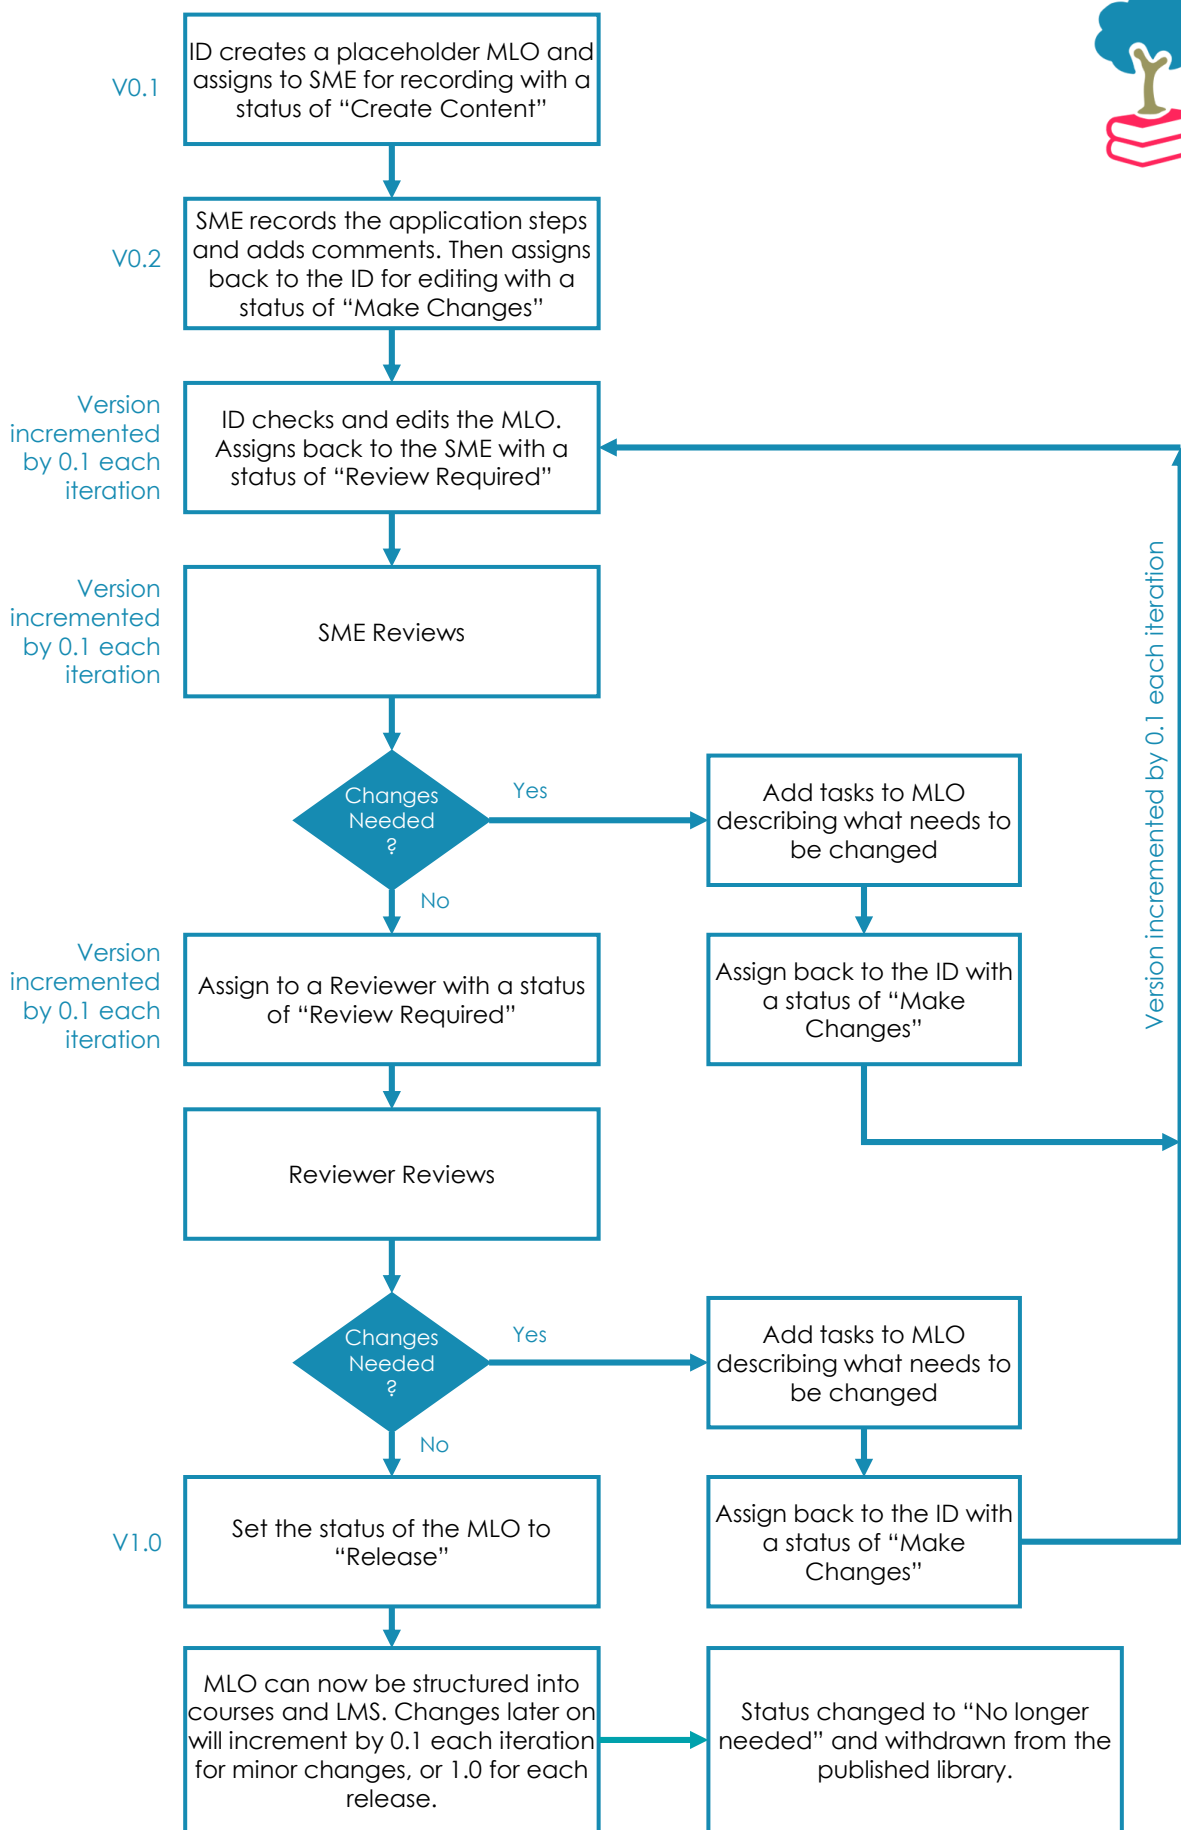 V0.1
ID creates a placeholder MLO and
assigns to SME for recording with a
status of “Create Content”
V0.2
SME records the application steps
and adds comments. Then assigns
back to the ID for editing with a
status of “Make Changes”
Version
incremented
by 0.1 each
iteration
ID checks and edits the MLO.
Assigns back to the SME with a
status of “Review Required”
Version
incremented
by 0.1 each
iteration
SME Reviews
Version incremented by 0.1 each iteration
Changes
Needed
?
Yes
Add tasks to MLO
describing what needs to
be changed
No
Version
incremented
by 0.1 each
iteration
Assign to a Reviewer with a status
of “Review Required”
Assign back to the ID with
a status of “Make
Changes”
Reviewer Reviews
Changes
Needed
?
Yes
Add tasks to MLO
describing what needs to
be changed
No
V1.0
Set the status of the MLO to
“Release”
Assign back to the ID with
a status of “Make
Changes”
MLO can now be structured into
courses and LMS. Changes later on
will increment by 0.1 each iteration
for minor changes, or 1.0 for each
release.
Status changed to “No longer
needed” and withdrawn from the
published library.